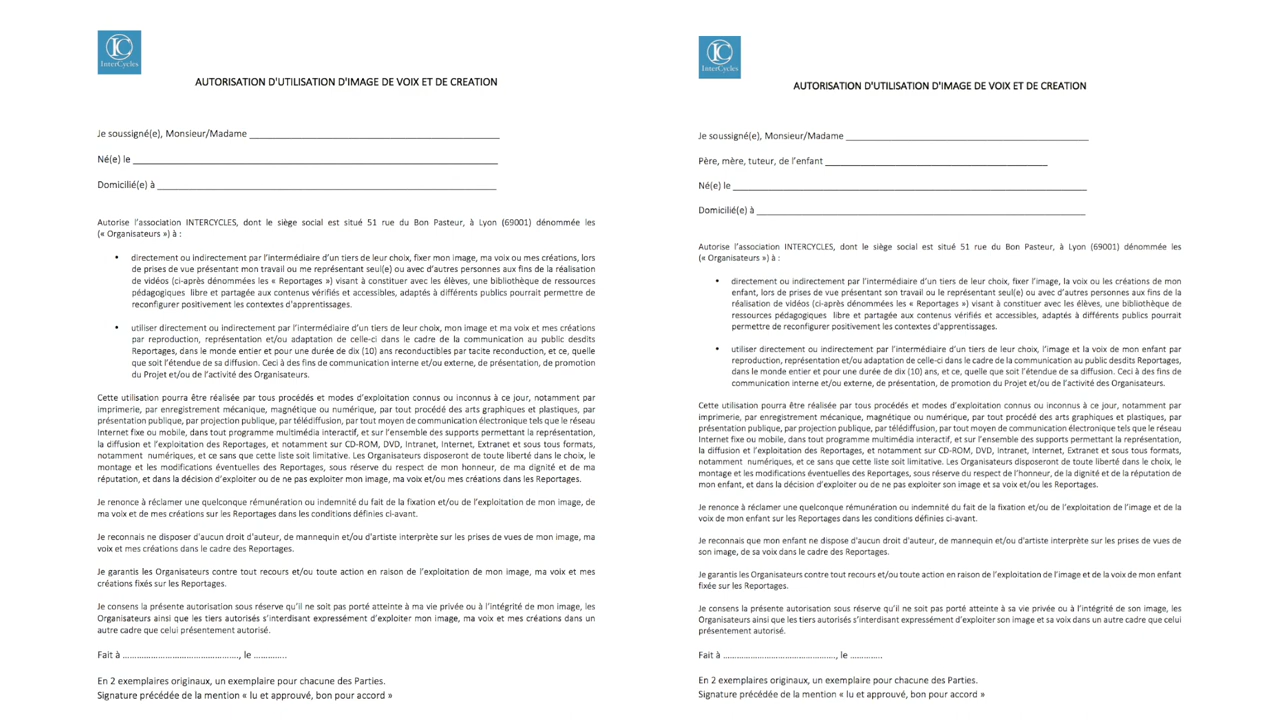 IC
InterCycles
AUTORISATION D'UTILISATION D'IMAGE DE VOIX ET DE CREATION
Je soussigné(e), Monsieur/Madame
Né(e) le
Domicilié(e) à
Autorise l'association INTERCYCLES, dont le siège social est situé 51 rue du Bon Pasteur, à Lyon (69001) dénommée les
(« Organisateurs ») à :
• directement ou indirectement par l'intermédiaire d'un tiers de leur choix, fixer mon image, ma voix ou mes créations, lors
de prises de vue présentant mon travail ou me représentant seul(e) ou avec d'autres personnes aux fins de la réalisation
de vidéos (ci-après dénommées les « Reportages ») visant à constituer avec les élèves, une bibliothèque de ressources
pédagogiques libre et partagée aux contenus vérifiés et accessibles, adaptés à différents publics pourrait permettre de
reconfigurer positivement les contextes d'apprentissages.
• utiliser directement ou indirectement par l'intermédiaire d'un tiers de leur choix, mon image et ma voix et mes créations
par reproduction, représentation et/ou adaptation de celle-ci dans le cadre de la communication au public desdits
Reportages, dans le monde entier et pour une durée de dix (10) ans reconductibles par tacite reconduction, et ce, quelle
que soit l'étendue de sa diffusion. Ceci à des fins de communication interne et/ou externe, de présentation, de promotion
du Projet et/ou de l'activité des Organisateurs.
Cette utilisation pourra être réalisée par tous procédés et modes d'exploitation connus ou inconnus à ce jour, notamment par
imprimerie, par enregistrement mécanique, magnétique ou numérique, par tout procédé des arts graphiques et plastiques, par
présentation publique, par projection publique, par télédiffusion, par tout moyen de communication électronique tels que le réseau
Internet fixe ou mobile, dans tout programme multimédia interactif, et sur l'ensemble des supports permettant la représentation,
la diffusion et l'exploitation des Reportages, et notamment sur CD-ROM, DVD, Intranet, Internet, Extranet et sous tous formats,
notamment numériques, et ce sans que cette liste soit limitative. Les Organisateurs disposeront de toute liberté dans le choix, le
montage et les modifications éventuelles des Reportages, sous réserve du respect de mon honneur, de ma dignité et de ma
réputation, et dans la décision d'exploiter ou de ne pas exploiter mon image, ma voix et/ou mes créations dans les Reportages.
Je renonce à réclamer une quelconque rémunération ou indemnité du fait de la fixation et/ou de l'exploitation de mon image, de
ma voix et de mes créations sur les Reportages dans les conditions définies ci-avant.
Je reconnais ne disposer d'aucun droit d'auteur, de mannequin et/ou d'artiste interprète sur les prises de vues de mon image, ma
voix et mes créations dans le cadre des Reportages.
Je garantis les Organisateurs contre tout recours et/ou toute action en raison de l'exploitation de mon image, ma voix et mes
créations fixés sur les Reportages.
Je consens la présente autorisation sous réserve qu'il ne soit pas porté atteinte à ma vie privée ou à l'intégrité de mon image, les
Organisateurs ainsi que les tiers autorisés s'interdisant expressément d'exploiter mon image, ma voix et mes créations dans un
autre cadre que celui présentement autorisé.
Fait à ............................................, le .............
En 2 exemplaires originaux, un exemplaire pour chacune des Parties.
Signature précédée de la mention « lu et approuvé, bon pour accord »
IC
InterCycles
AUTORISATION D'UTILISATION D'IMAGE DE VOIX ET DE CREATION
Je soussigné(e), Monsieur/Madame
Père, mère, tuteur, de l'enfant
Né(e) le
Domicilié(e) à
Autorise l'association INTERCYCLES, dont le siège social est situé 51 rue du Bon Pasteur, à Lyon (69001) dénommée les
(« Organisateurs ») à :
• directement ou indirectement par l'intermédiaire d'un tiers de leur choix, fixer l'image, la voix ou les créations de mon
enfant, lors de prises de vue présentant son travail ou le représentant seul(e) ou avec d'autres personnes aux fins de la
réalisation de vidéos (ci-après dénommées les « Reportages ») visant à constituer avec les élèves, une bibliothèque de
ressources pédagogiques libre et partagée aux contenus vérifiés et accessibles, adaptés à différents publics pourrait
permettre de reconfigurer positivement les contextes d'apprentissages.
• utiliser directement ou indirectement par l'intermédiaire d'un tiers de leur choix, l'image et la voix de mon enfant par
reproduction, représentation et/ou adaptation de celle-ci dans le cadre de la communication au public desdits Reportages,
dans le monde entier et pour une durée de dix (10) ans, et ce, quelle que soit l'étendue de sa diffusion. Ceci à des fins de
communication interne et/ou externe, de présentation, de promotion du Projet et/ou de l'activité des Organisateurs.
Cette utilisation pourra être réalisée par tous procédés et modes d'exploitation connus ou inconnus à ce jour, notamment par
imprimerie, par enregistrement mécanique, magnétique ou numérique, par tout procédé des arts graphiques et plastiques, par
présentation publique, par projection publique, par télédiffusion, par tout moyen de communication électronique tels que le réseau
Internet fixe ou mobile, dans tout programme multimédia interactif, et sur l'ensemble des supports permettant la représentation,
la diffusion et l'exploitation des Reportages, et notamment sur CD-ROM, DVD, Intranet, Internet, Extranet et sous tous formats,
notamment numériques, et ce sans que cette liste soit limitative. Les Organisateurs disposeront de toute liberté dans le choix, le
montage et les modifications éventuelles des Reportages, sous réserve du respect de l'honneur, de la dignité et de la réputation de
mon enfant, et dans la décision d'exploiter ou de ne pas exploiter son image et sa voix et/ou les Reportages.
Je renonce à réclamer une quelconque rémunération ou indemnité du fait de la fixation et/ou de l'exploitation de l'image et de la
voix de mon enfant sur les Reportages dans les conditions définies ci-avant.
Je reconnais que mon enfant ne dispose d'aucun droit d'auteur, de mannequin et/ou d'artiste interprète sur les prises de vues de
son image, de sa voix dans le cadre des Reportages.
Je garantis les Organisateurs contre tout recours et/ou toute action en raison de l'exploitation de l'image et de la voix de mon enfant
fixée sur les Reportages.
Je consens la présente autorisation sous réserve qu'il ne soit pas porté atteinte à sa vie privée ou à l'intégrité de son image, les
Organisateurs ainsi que les tiers autorisés s'interdisant expressément d'exploiter son image et sa voix dans un autre cadre que celui
présentement autorisé.
Fait à ............................................, le .............
En 2 exemplaires originaux, un exemplaire pour chacune des Parties.
Signature précédée de la mention « lu et approuvé, bon pour accord »